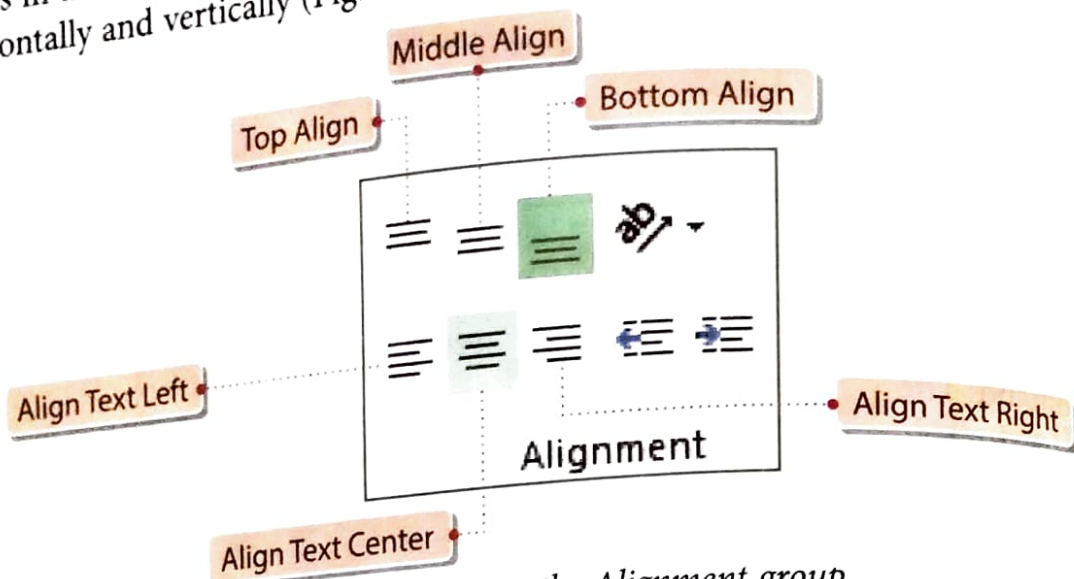 ontally and vertically
Middle Align
Bottom Align
Top Align
ab
Align Text Left
Align Text Right
Alignment
Align Text Center
the Alignment group